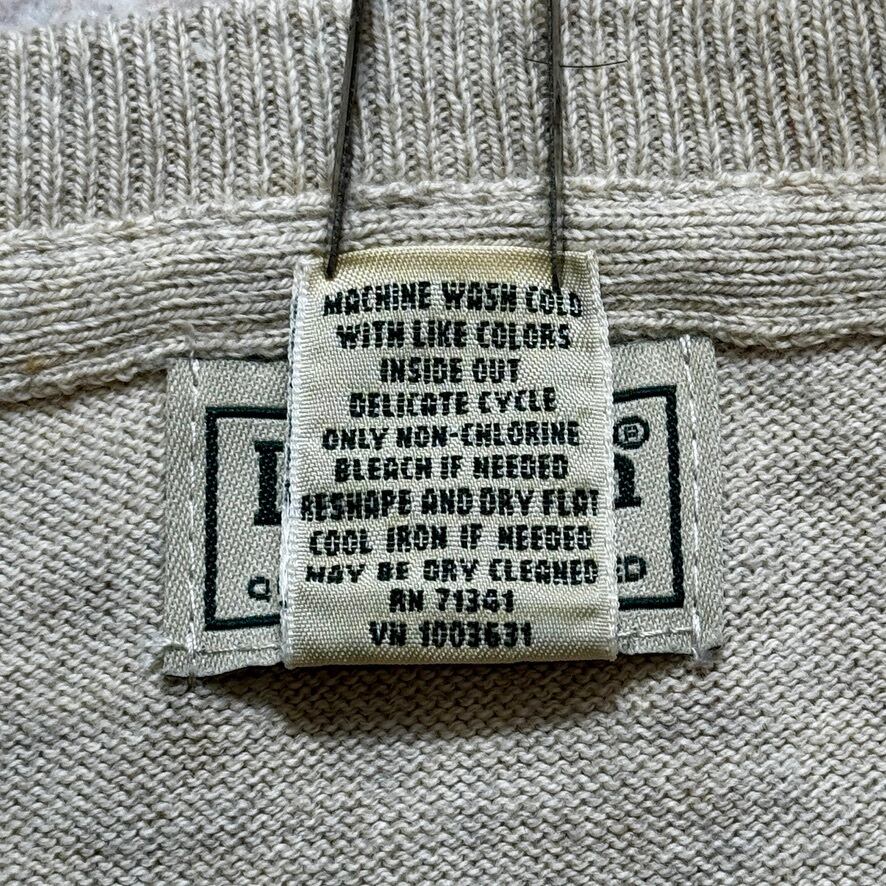 MACHINE WASH COLD
WITH LIKE COLORS
INSIDE OUT
DELICATE CYCLE
ONLY NON-CHLORINE
BLEACH IF NEEDED
RESHAPE AND DRY FLAT
COOL IRON IF NEEDED
MAY BE DRY CLEANED
RN 71341
VN 1003631